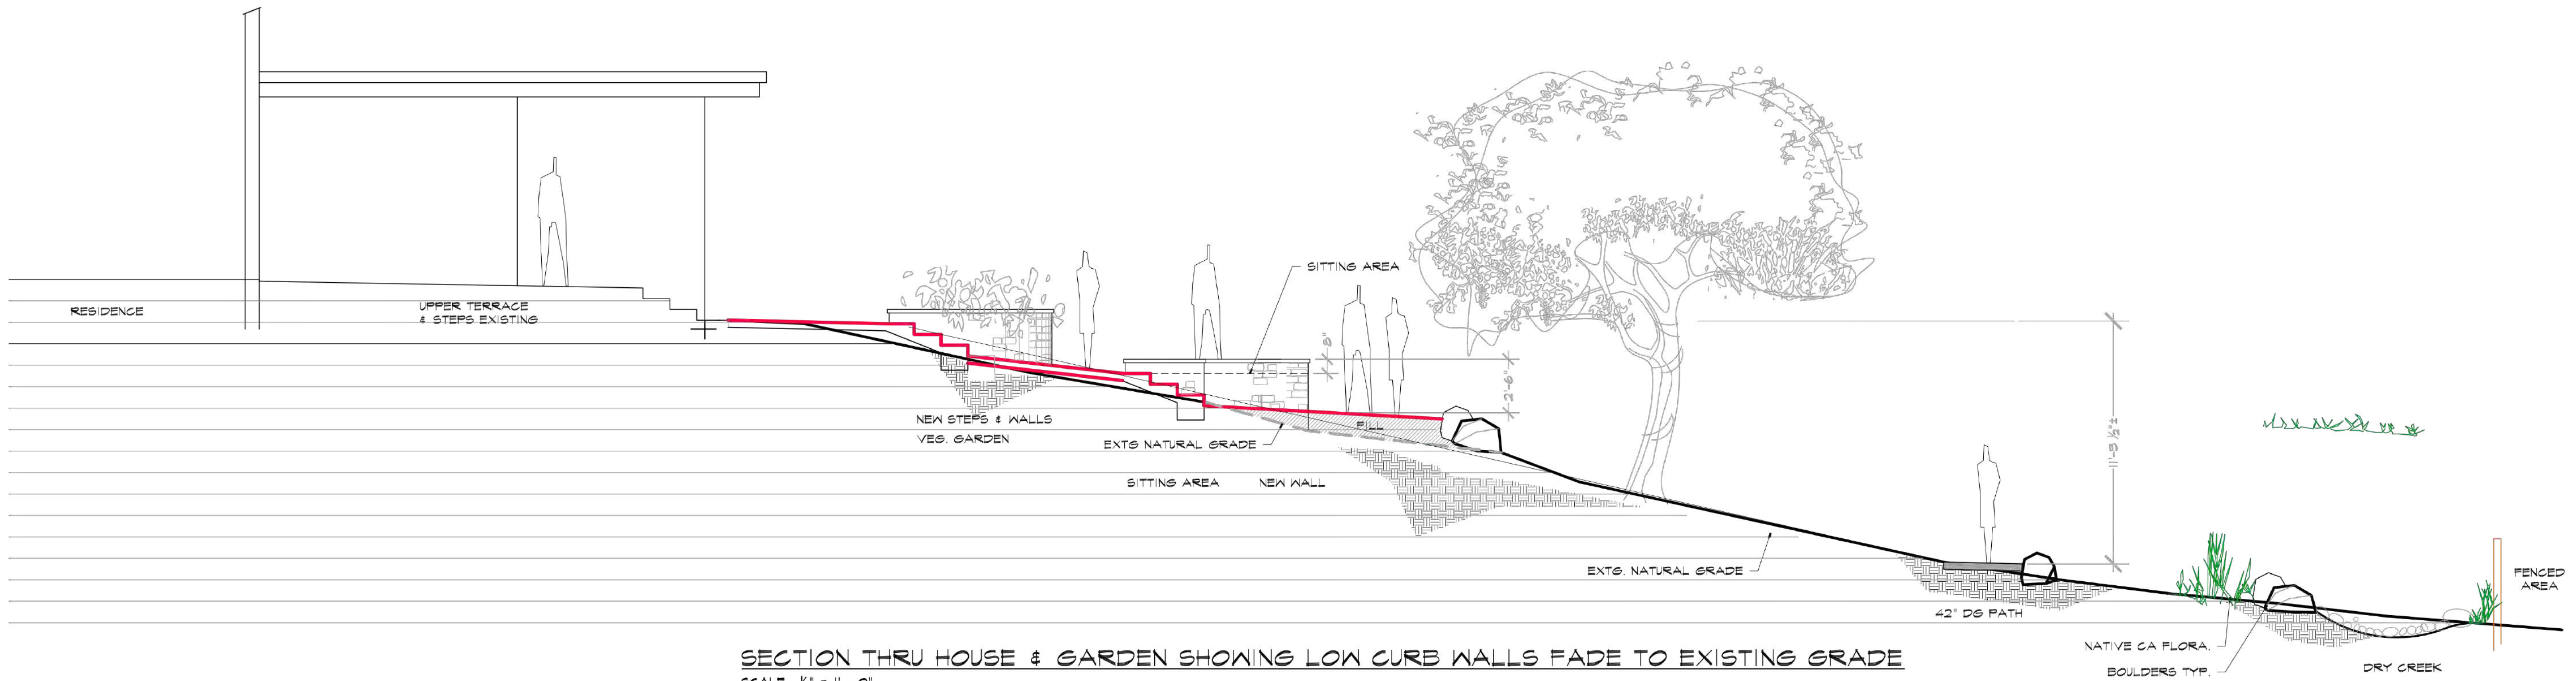 SITTING AREA
RESIDENCE
UPPER TERRACE
& STEPS EXISTING
8"
2'-6"
NEW STEPS & WALLS
VEG. GARDEN
EXTG NATURAL GRADE
FILL
SITTING AREA
NEW WALL
11'-3 ½"±
EXTG. NATURAL GRADE
42" DG PATH
FENCED
AREA
NATIVE CA FLORA.
BOULDERS TYP.
DRY CREEK
SECTION THRU HOUSE & GARDEN SHOWING LOW CURB WALLS FADE TO EXISTING GRADE